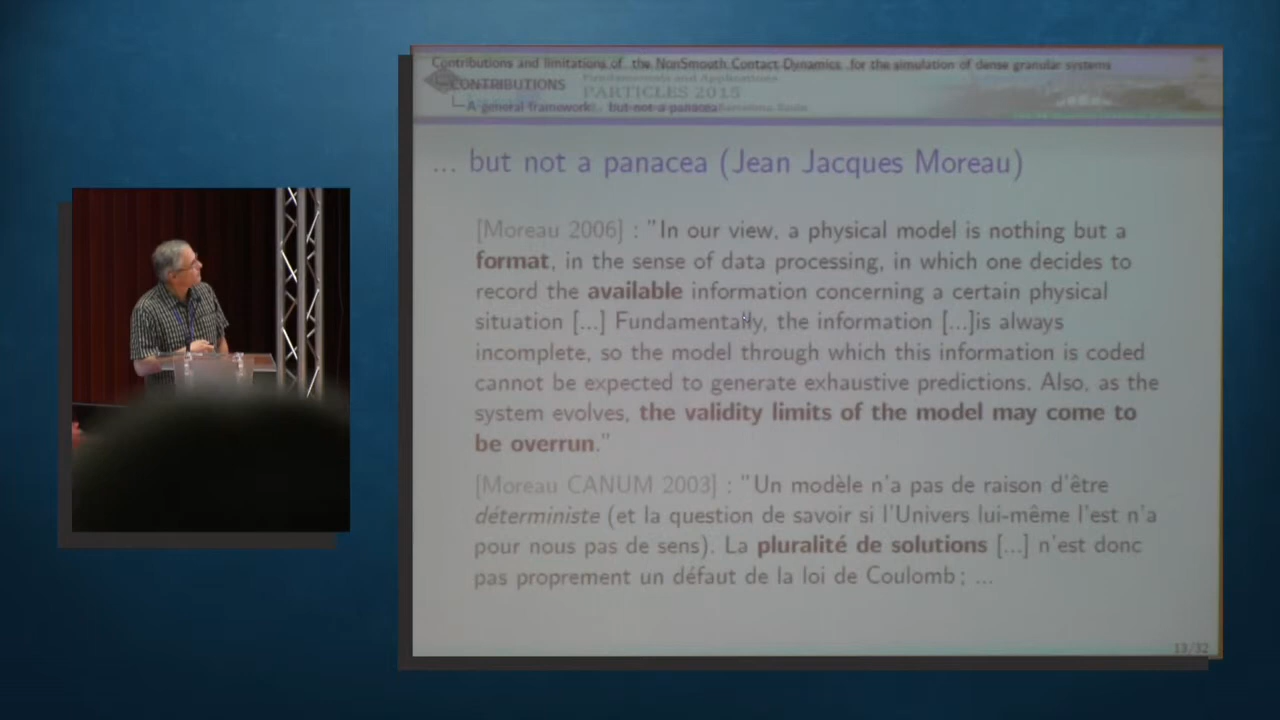 Contributions and limitations of the NonSmooth Contact Dynamics for the simulation of dense granular systems
CONTRIBUTIONS
Fundamentals and Applications
PARTICLES 2015
A general framework, but not a panacea
... but not a panacea (Jean Jacques Moreau)
[Moreau 2006] : "In our view, a physical model is nothing but a
format, in the sense of data processing, in which one decides to
record the available information concerning a certain physical
situation [...] Fundamentally, the information [...]is always
incomplete, so the model through which this information is coded
cannot be expected to generate exhaustive predictions. Also, as the
system evolves, the validity limits of the model may come to
be overrun."
[Moreau CANUM 2003] : "Un modèle n'a pas de raison d'être
déterministe (et la question de savoir si l'Univers lui-même l'est n'a
pour nous pas de sens). La pluralité de solutions [...] n'est donc
pas proprement un défaut de la loi de Coulomb ; ...
13/32